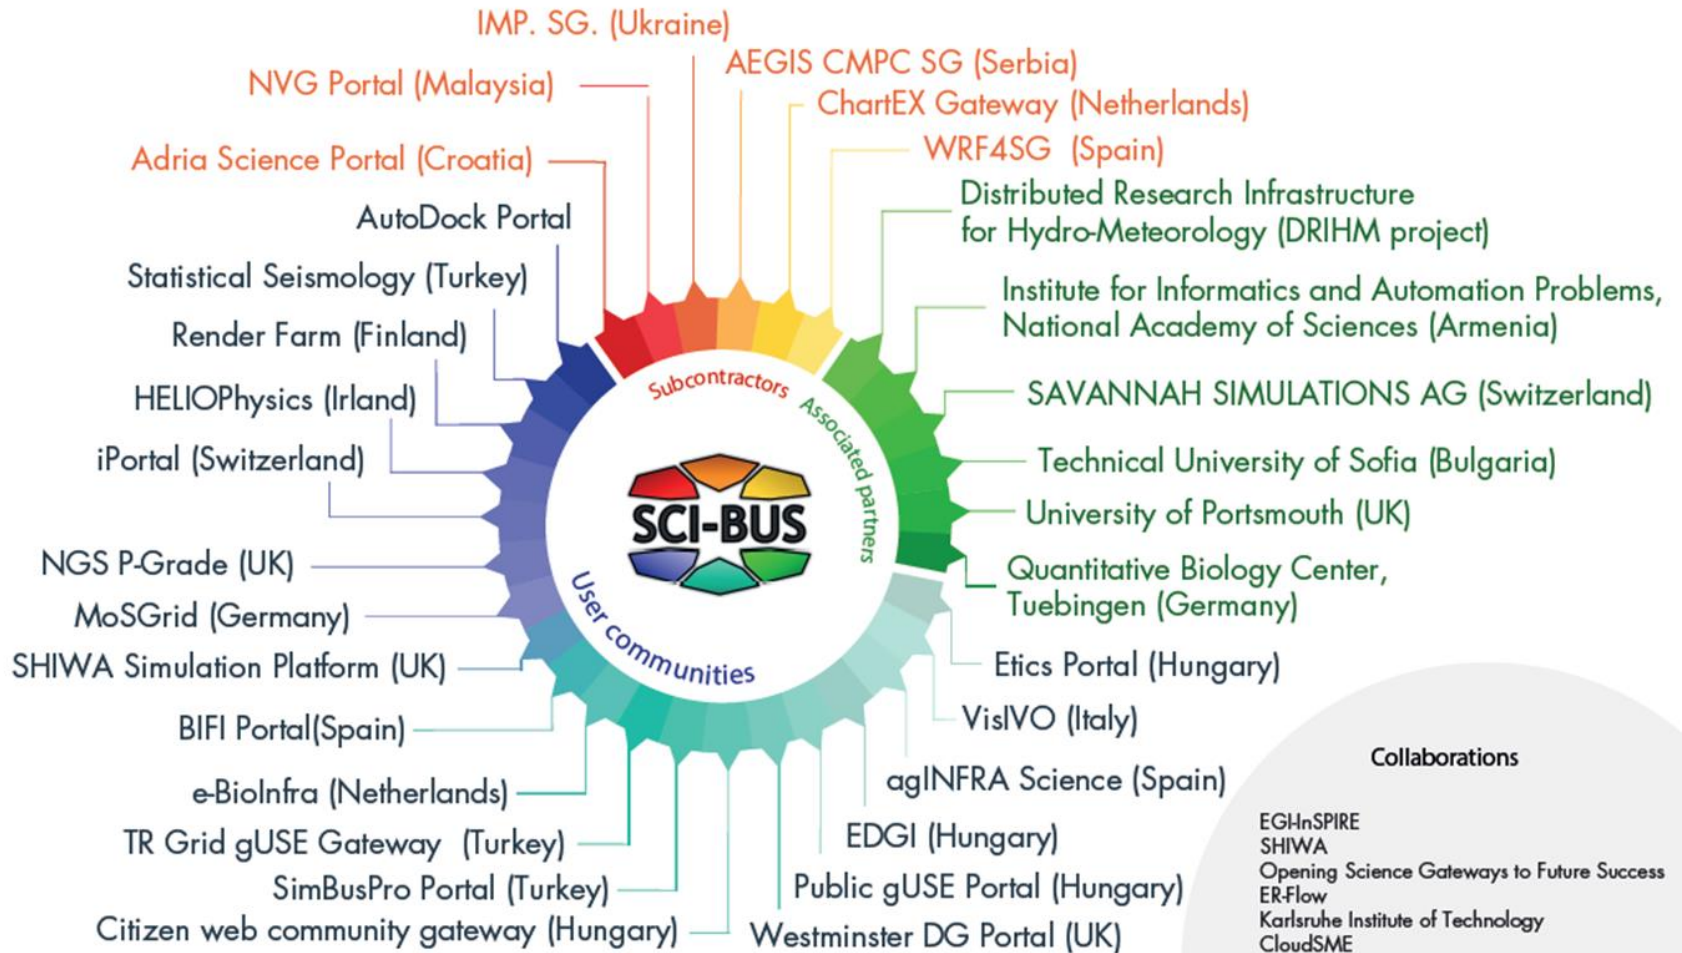 IMP. SG. (Ukraine)
AEGIS CMPC SG (Serbia)
NVG Portal (Malaysia)
ChartEX Gateway (Netherlands)
Adria Science Portal (Croatia)
WRF4SG (Spain)
AutoDock Portal
Distributed Research Infrastructure
for Hydro-Meteorology (DRIHM project)
Statistical Seismology (Turkey)
Institute for Informatics and Automation Problems,
National Academy of Sciences (Armenia)
Render Farm (Finland)
HELIOPhysics (Irland)
SAVANNAH SIMULATIONS AG (Switzerland)
iPortal (Switzerland)
Technical University of Sofia (Bulgaria)
University of Portsmouth (UK)
Subcontractors
Associated partners
SCI-BUS
User communities
NGS P-Grade (UK)
Quantitative Biology Center,
Tuebingen (Germany)
MoSGrid (Germany)
SHIWA Simulation Platform (UK)
Etics Portal (Hungary)
BIFI Portal(Spain)
VisIVO (Italy)
e-BioInfra (Netherlands)
agINFRA Science (Spain)
TR Grid gUSE Gateway (Turkey)
EDGI (Hungary)
SimBusPro Portal (Turkey)
Public gUSE Portal (Hungary)
Citizen web community gateway (Hungary)
Westminster DG Portal (UK)
Collaborations
EGI-InSPIRE
SHIWA
Opening Science Gateways to Future Success
ER-Flow
Karlsruhe Institute of Technology
CloudSME